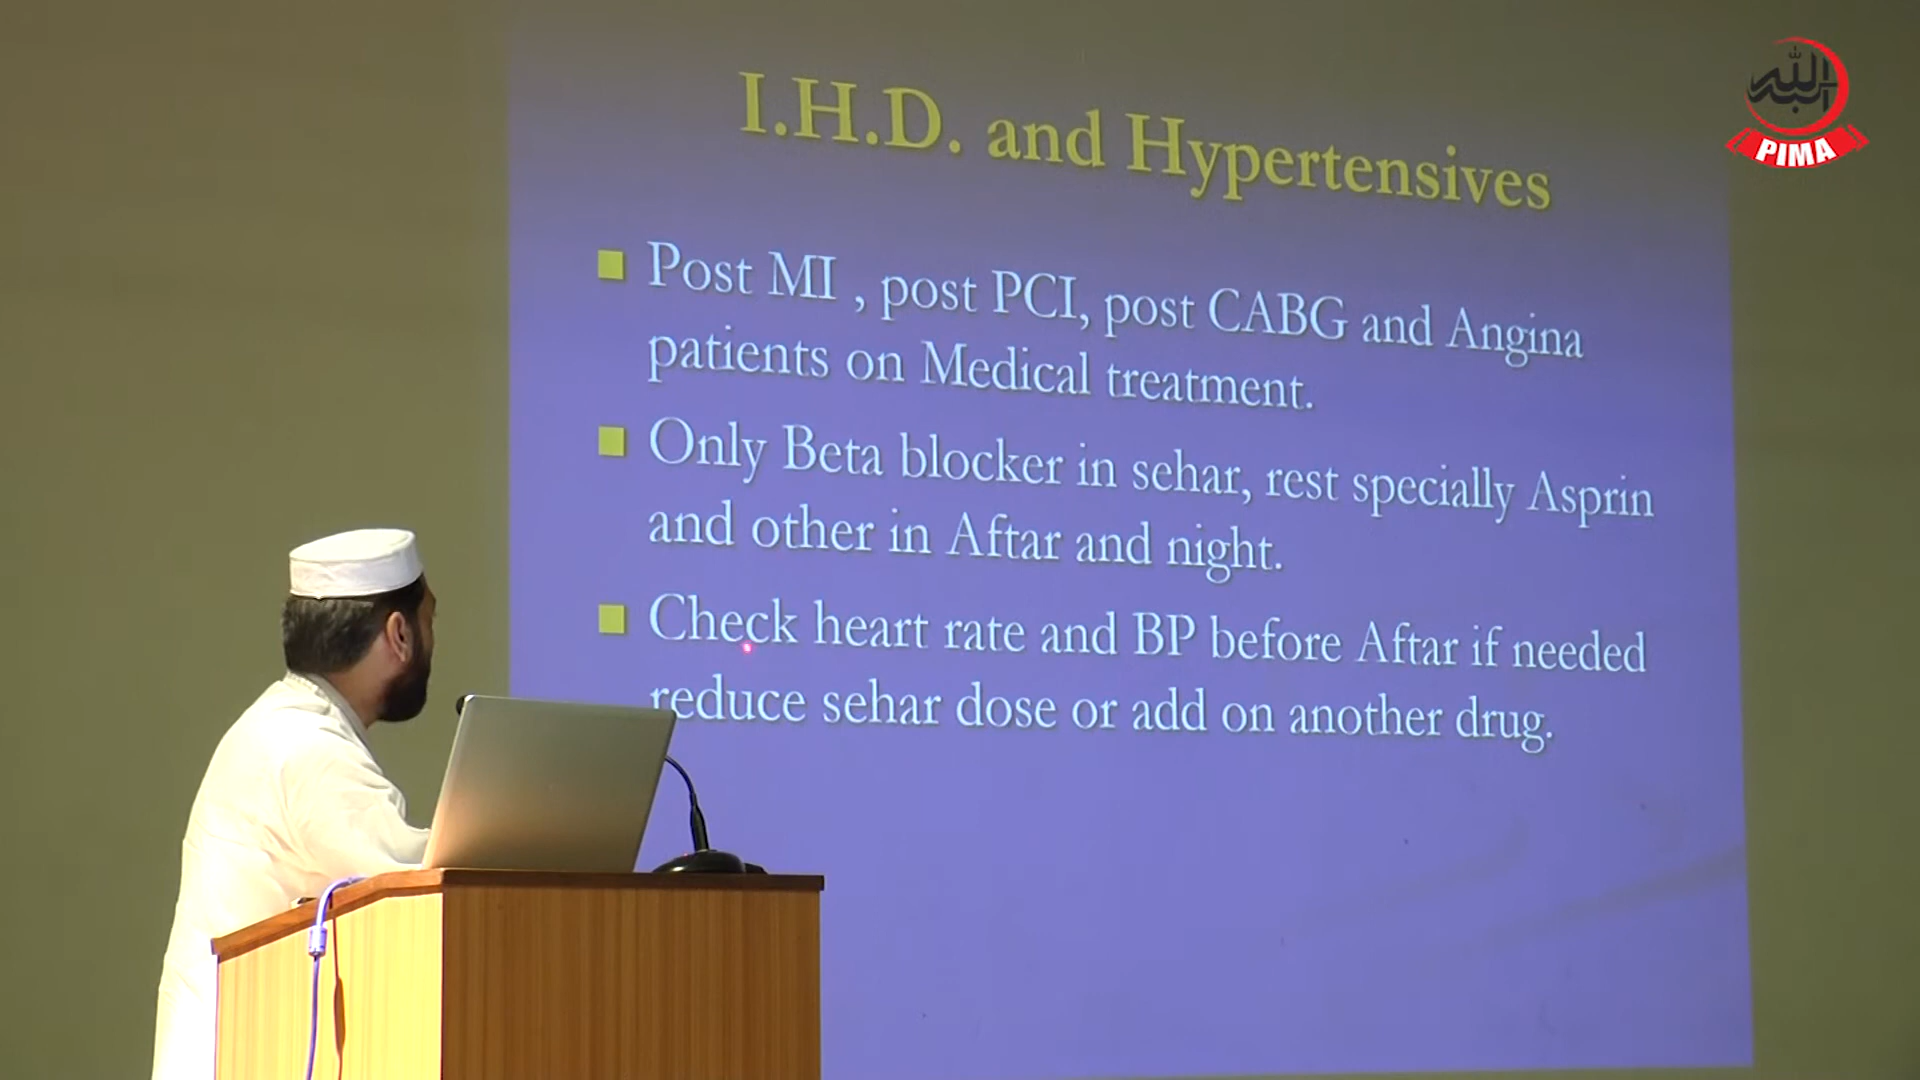 I.H.D. and Hypertensives
Post MI , post PCI, post CABG and Angina
patients on Medical treatment.
Only Beta blocker in sehar, rest specially Asprin
and other in Aftar and night.
Check heart rate and BP before Aftar if needed
reduce sehar dose or add on another drug.
الله
PIMA